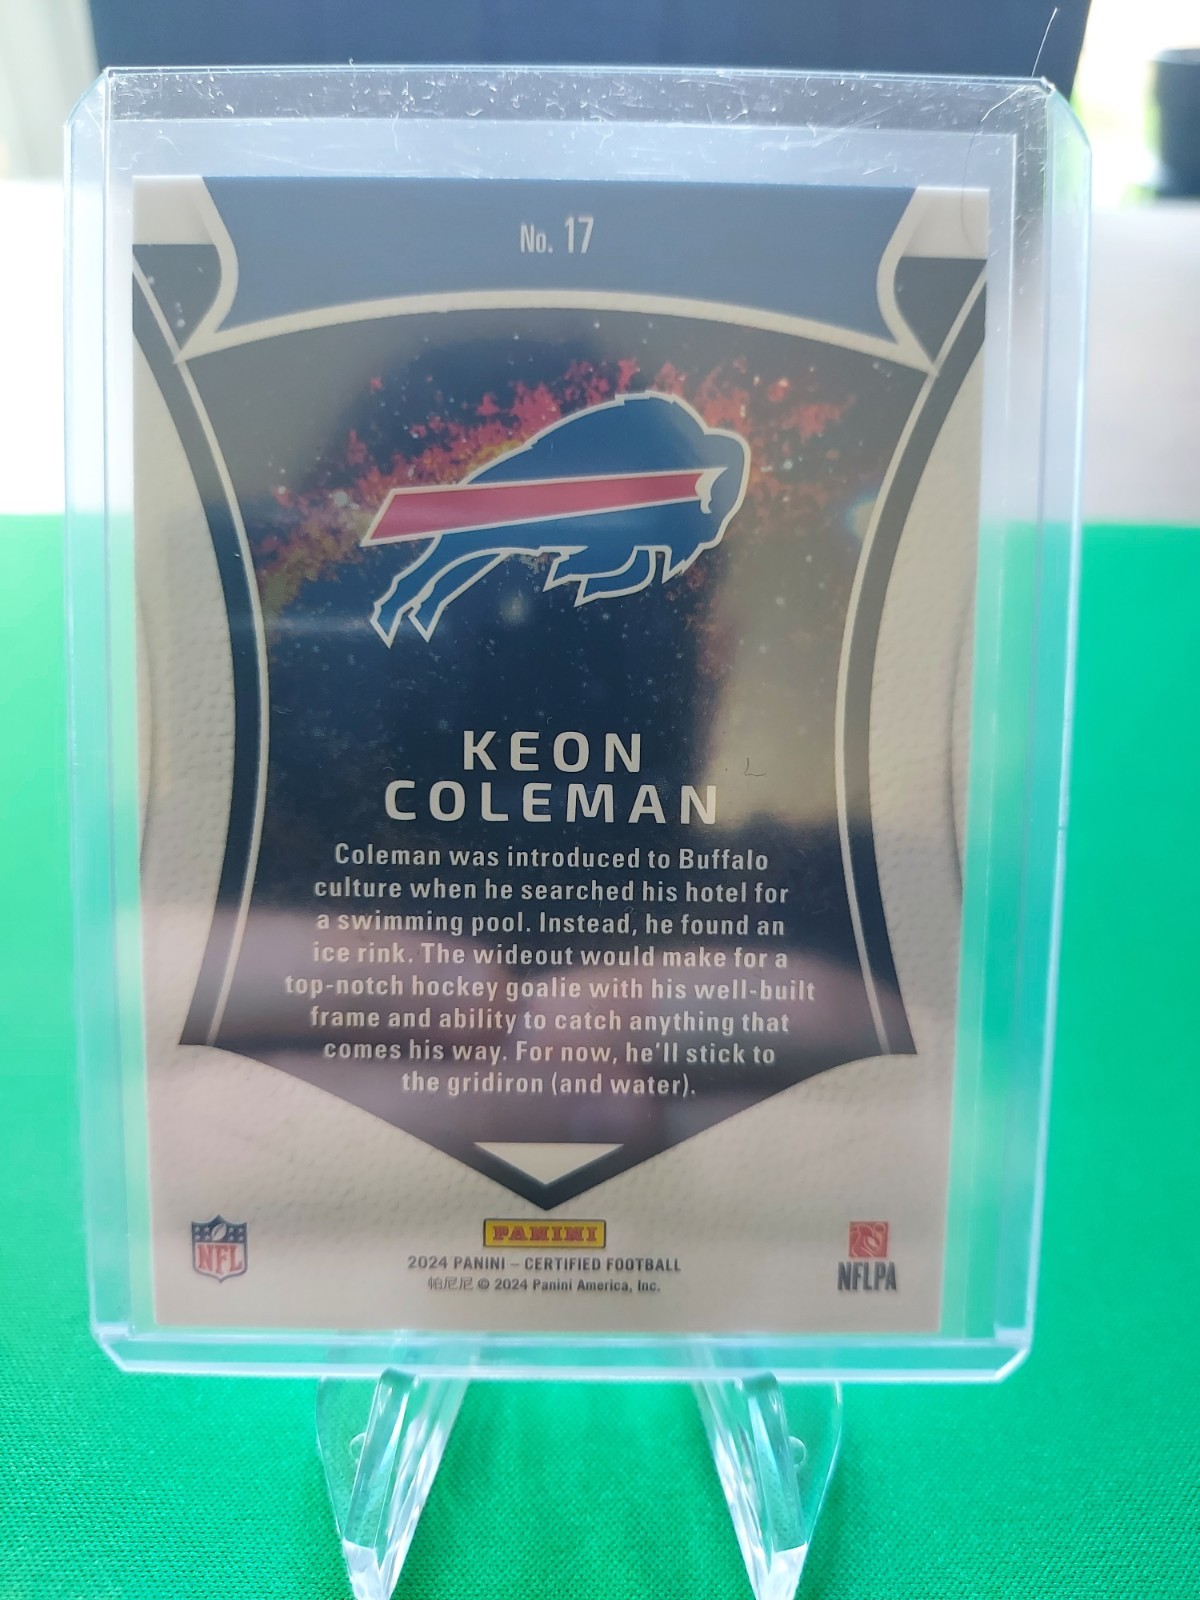 No. 17
KEON
COLEMAN
Coleman was introduced to Buffalo
culture when he searched his hotel for
a swimming pool. Instead, he found an
ice rink. The wideout would make for a
top-notch hockey goalie with his well-built
frame and ability to catch anything that
comes his way. For now, he'll stick to
the gridiron (and water).
PANINI
NFL
2024 PANINI – CERTIFIED FOOTBALL
帕尼尼 © 2024 Panini America, Inc.
NFLPA